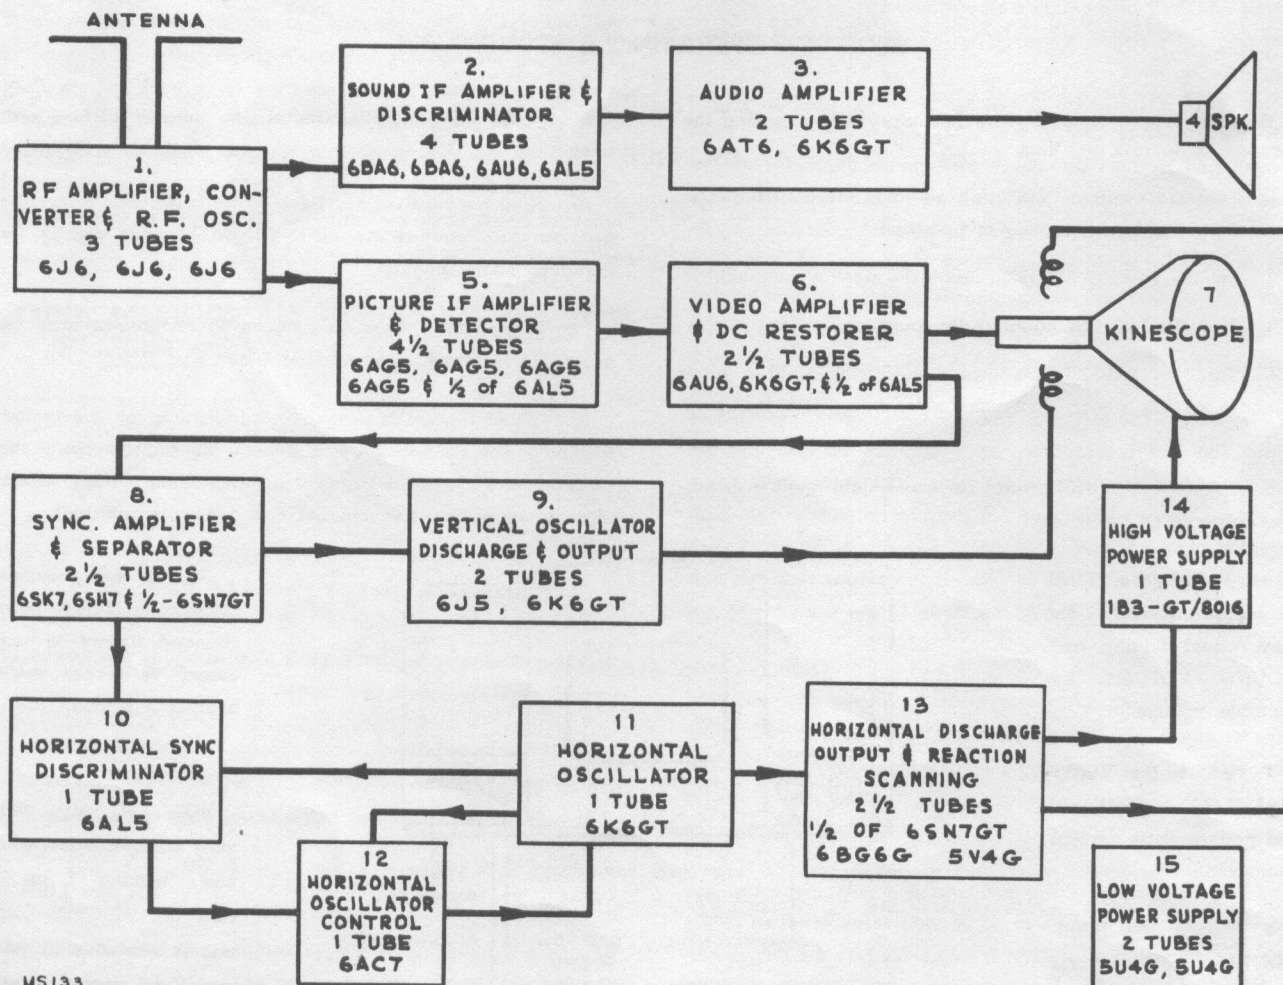 ANTENNA
1.
RF AMPLIFIER, CON-
VERTER & R.F. OSC.
3 TUBES
6J6, 6J6, 6J6
2.
SOUND IF AMPLIFIER &
DISCRIMINATOR
4 TUBES
6BA6, 6BA6, 6AU6, 6AL5
3.
AUDIO AMPLIFIER
2 TUBES
6AT6, 6K6GT
4 SPK.
5.
PICTURE IF AMPLIFIER
& DETECTOR
4½ TUBES
6AG5, 6AG5, 6AG5
6AG5 & ½ of 6AL5
6.
VIDEO AMPLIFIER
& DC RESTORER
2½ TUBES
6AU6, 6K6GT, & ½ of 6AL5
7
KINESCOPE
8.
SYNC. AMPLIFIER
& SEPARATOR
2½ TUBES
6SK7, 6SH7 & ½-6SN7GT
9.
VERTICAL OSCILLATOR
DISCHARGE & OUTPUT
2 TUBES
6J5, 6K6GT
14
HIGH VOLTAGE
POWER SUPPLY
1 TUBE
1B3-GT/8016
10
HORIZONTAL SYNC
DISCRIMINATOR
1 TUBE
6AL5
11
HORIZONTAL
OSCILLATOR
1 TUBE
6K6GT
12
HORIZONTAL
OSCILLATOR
CONTROL
1 TUBE
6AC7
13
HORIZONTAL DISCHARGE
OUTPUT & REACTION
SCANNING
2½ TUBES
½ OF 6SN7GT
6BG6G 5V4G
15
LOW VOLTAGE
POWER SUPPLY
2 TUBES
5U4G, 5U4G
MS133